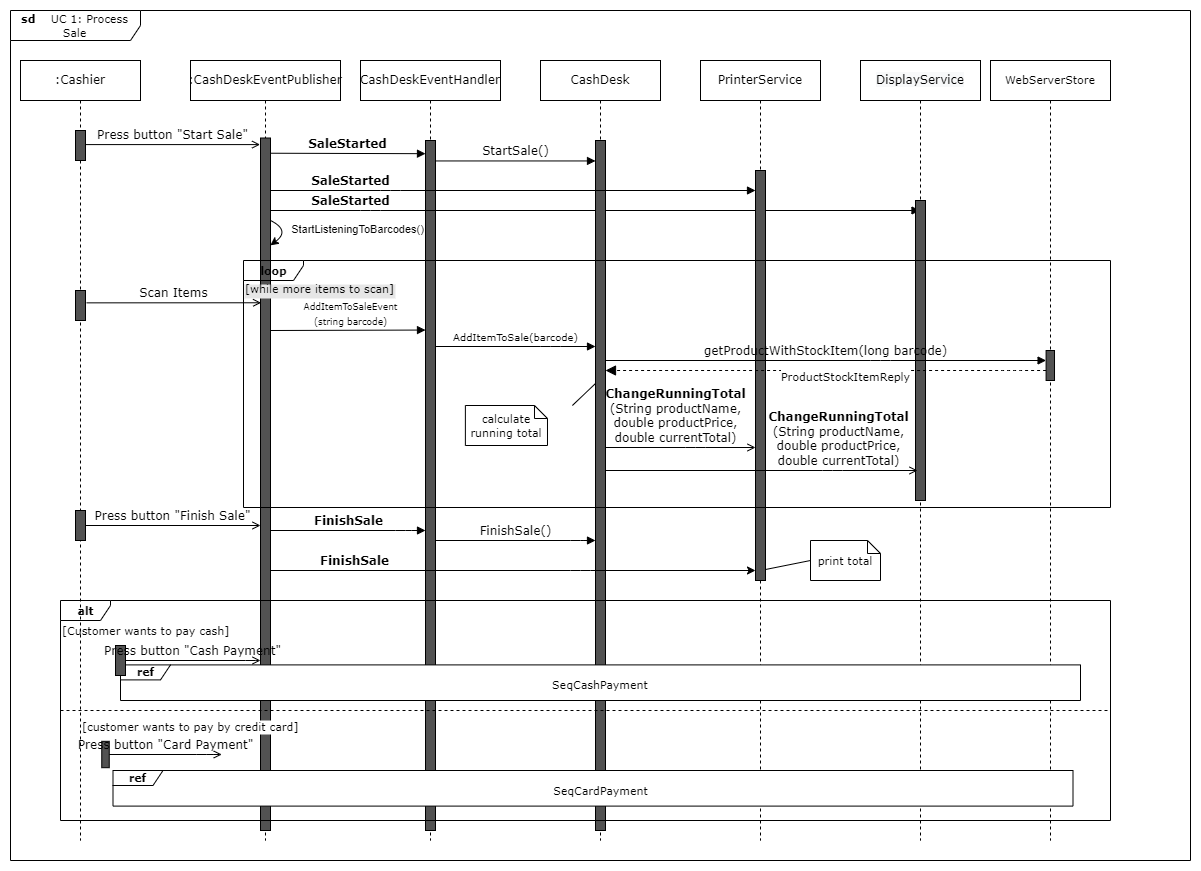 sd UC 1: Process
Sale
:Cashier
:CashDeskEventPublisher
CashDeskEventHandler
CashDesk
PrinterService
DisplayService
WebServerStore
Press button "Start Sale"
SaleStarted
StartSale()
SaleStarted
SaleStarted
StartListeningToBarcodes()
loop
[while more items to scan]
Scan Items
AddItemToSaleEvent
(string barcode)
AddItemToSale(barcode)
getProductWithStockItem(long barcode)
ProductStockItemReply
calculate
running total
ChangeRunningTotal
(String productName,
double productPrice,
double currentTotal)
ChangeRunningTotal
(String productName,
double productPrice,
double currentTotal)
Press button "Finish Sale"
FinishSale
FinishSale()
FinishSale
print total
alt
[Customer wants to pay cash]
Press button "Cash Payment"
ref
SeqCashPayment
[customer wants to pay by credit card]
Press button "Card Payment"
ref
SeqCardPayment